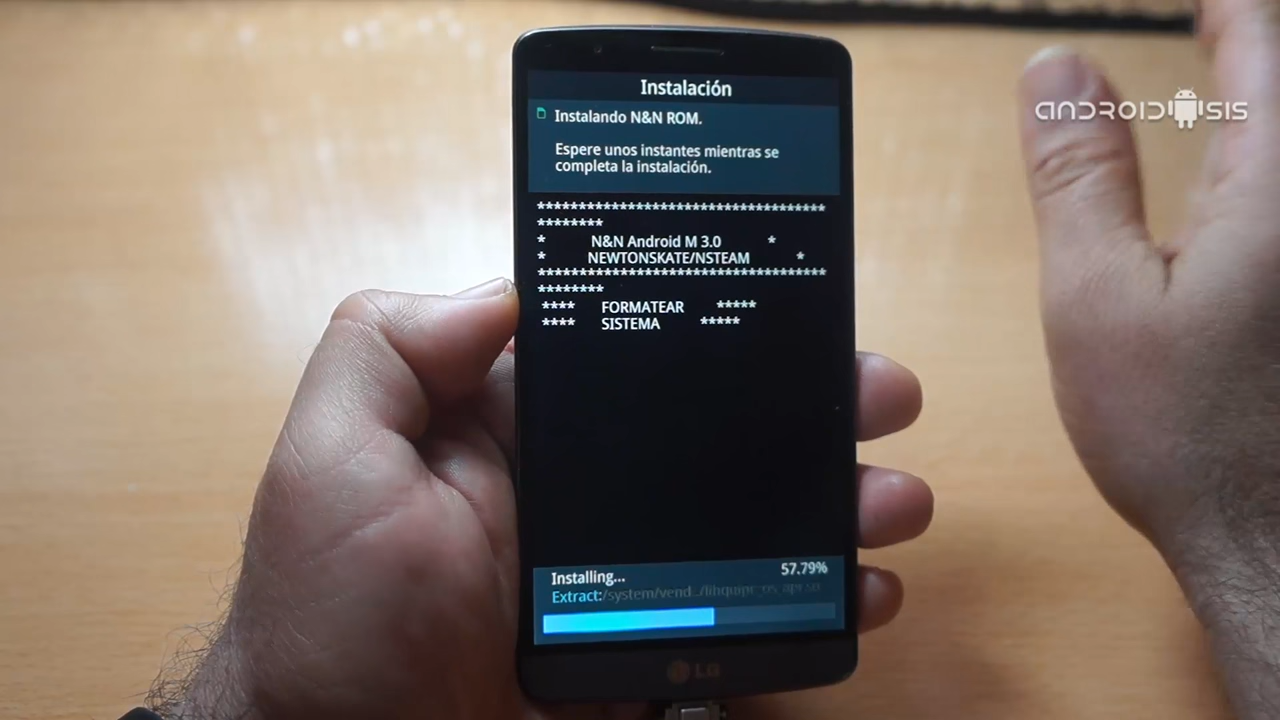 Instalación
Instalando N&N ROM.
Espere unos instantes mientras se
completa la instalación.
**********************************
********
* N&N Android M 3.0 *
* NEWTONSKATE/NSTEAM *
**********************************
********
**** FORMATEAR *****
**** SISTEMA *****
Installing... 57.79%
Extract:/system/vend
LG
ANDROIDSIS